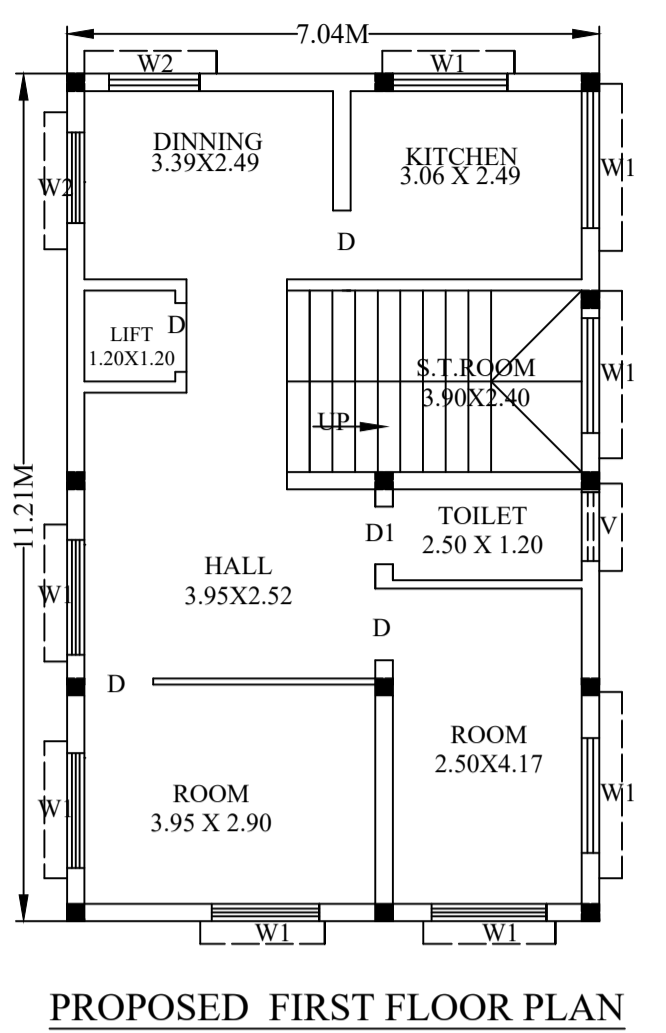 7.04M
W2
W1
DINNING
3.39X2.49
KITCHEN
3.06 X 2.49
W2
W1
D
LIFT
1.20X1.20
D
S.T.ROOM
3.90X2.40
W1
UP
11.21M
TOILET
2.50 X 1.20
V
D1
HALL
3.95X2.52
W1
D
D
ROOM
2.50X4.17
ROOM
3.95 X 2.90
W1
W1
W1
W1
PROPOSED FIRST FLOOR PLAN